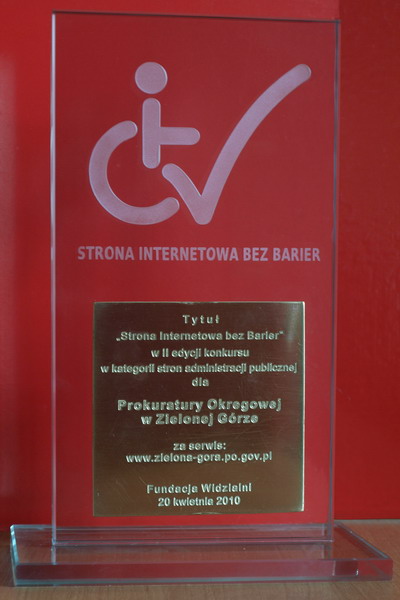 STRONA INTERNETOWA BEZ BARIER
Tytuł
„Strona Internetowa bez Barier"
w II edycji konkursu
w kategorii stron administracji publicznej
dla
Prokuratury Okręgowej
w Zielonej Górze
za serwis:
www.zielona-gora.po.gov.pl
Fundacja Widzialni
20 kwietnia 2010